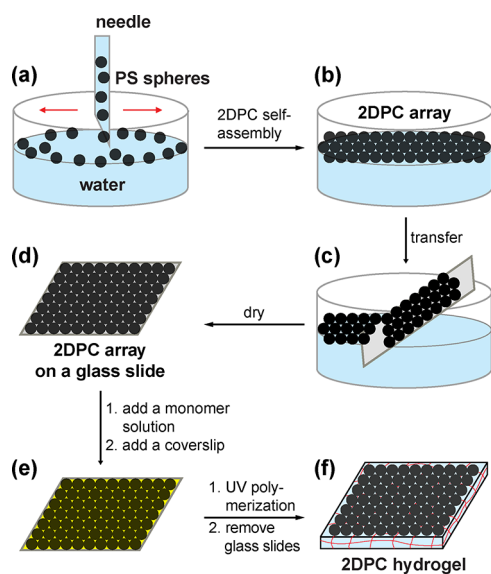 needle
(a)
PS spheres
water
2DPC self-
assembly
(b)
2DPC array
transfer
(c)
dry
(d)
2DPC array
on a glass slide
1. add a monomer
solution
2. add a coverslip
(e)
1. UV poly-
merization
2. remove
glass slides
(f)
2DPC hydrogel